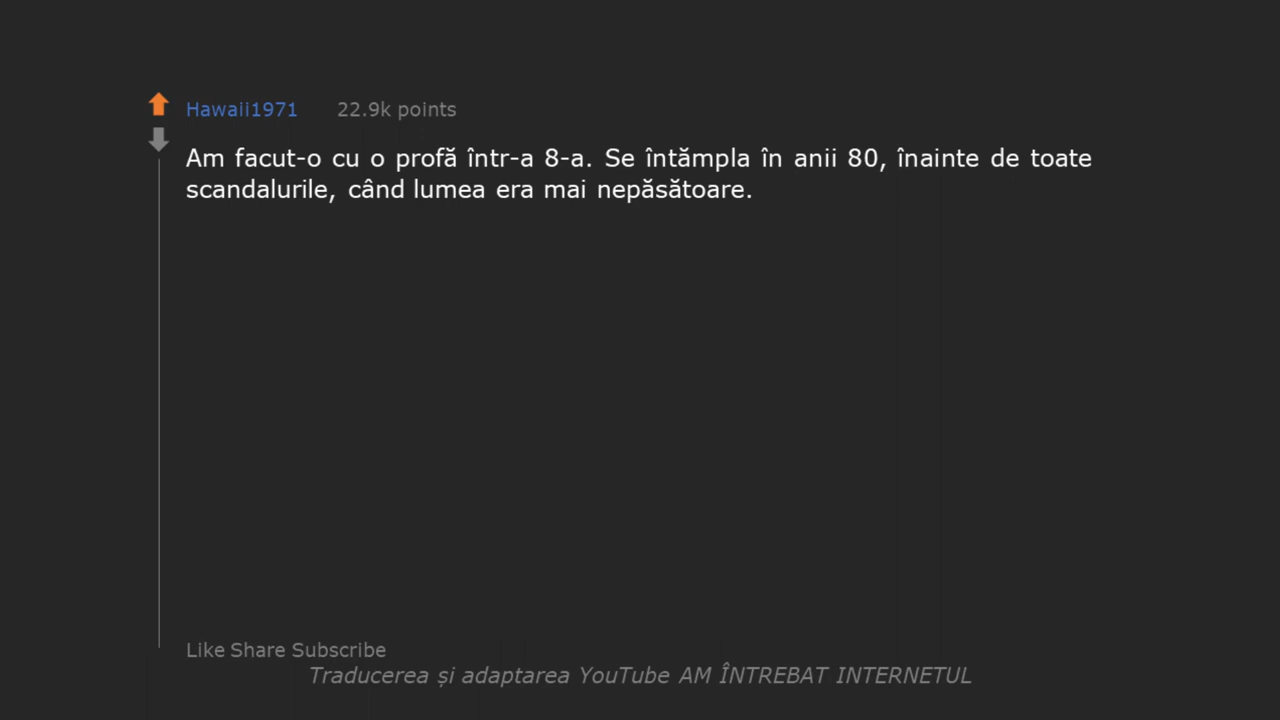 Hawaii1971 22.9k points
Am facut-o cu o profă într-a 8-a. Se întămpla în anii 80, înainte de toate
scandalurile, când lumea era mai nepăsătoare.
Like Share Subscribe
Traducerea și adaptarea YouTube AM ÎNTREBAT INTERNETUL